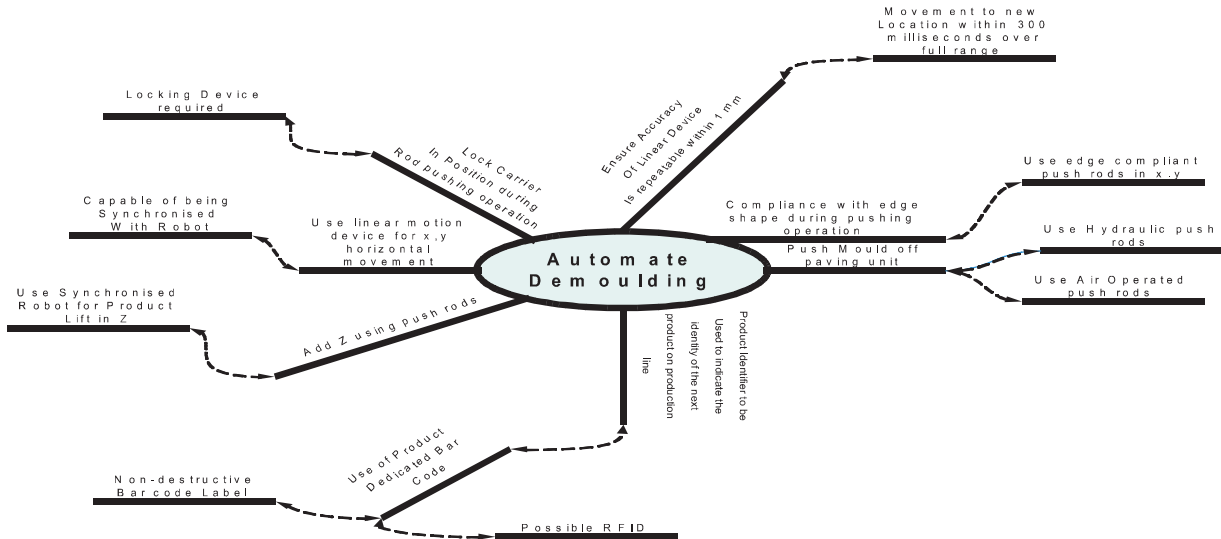 Movement to new
Location within 300
milliseconds over
full range
Locking Device
required
Lock Carrier
In Position during
Rod pushing operation
Ensure Accuracy
Of Linear Device
Is repeatable within 1 mm
Use edge compliant
push rods in x.y
Capable of being
Synchronised
With Robot
Use linear motion
device for x,y
horizontal
movement
Compliance with edge
shape during pushing
operation
Push Mould off
paving unit
Use Hydraulic push
rods
Use Air Operated
push rods
Automate
Demoulding
Use Synchronised
Robot for Product
Lift in Z
Add Z using push rods
Product Identifier to be
Used to indicate the
identity of the next
product on production
line
Use of Product
Dedicated Bar
Code
Non-destructive
Barcode Label
Possible RFID